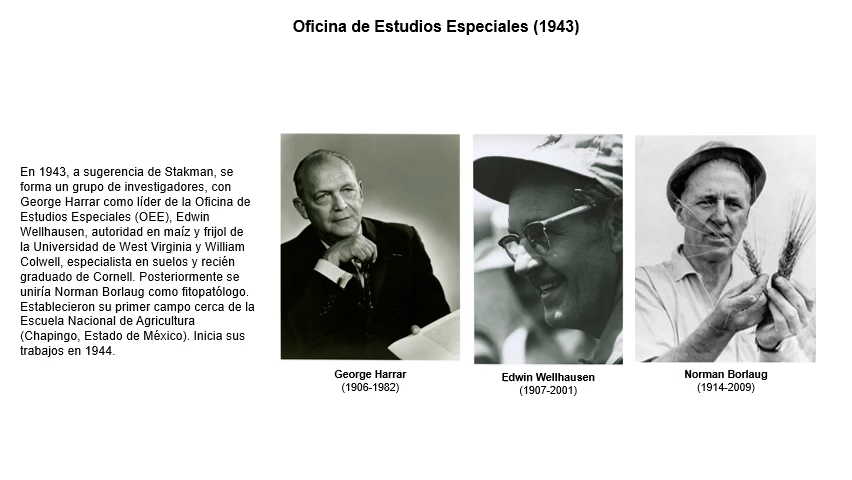 Oficina de Estudios Especiales (1943)
En 1943, a sugerencia de Stakman, se
forma un grupo de investigadores, con
George Harrar como líder de la Oficina de
Estudios Especiales (OEE), Edwin
Wellhausen, autoridad en maíz y frijol de
la Universidad de West Virginia y William
Colwell, especialista en suelos y recién
graduado de Cornell. Posteriormente se
uniría Norman Borlaug como fitopatólogo.
Establecieron su primer campo cerca de la
Escuela Nacional de Agricultura
(Chapingo, Estado de México). Inicia sus
trabajos en 1944.
George Harrar
(1906-1982)
Edwin Wellhausen
(1907-2001)
Norman Borlaug
(1914-2009)